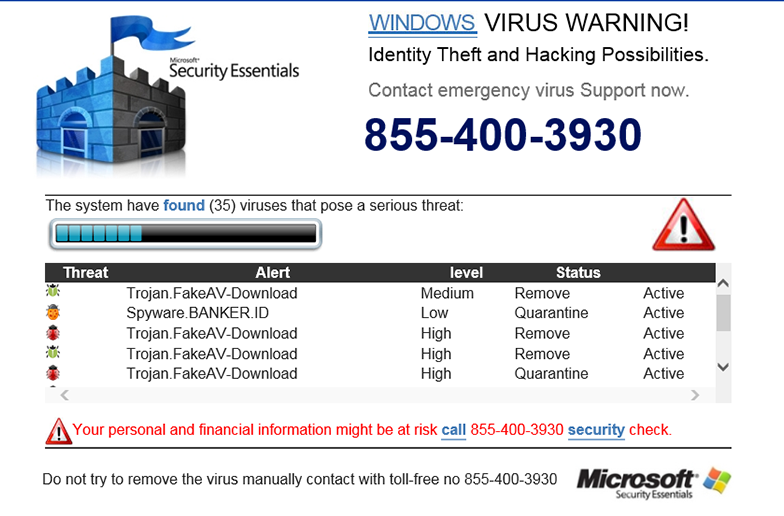 WINDOWS VIRUS WARNING!
Identity Theft and Hacking Possibilities.
Contact emergency virus Support now.
855-400-3930
Microsoft
Security Essentials
The system have found (35) viruses that pose a serious threat:
Threat Alert level Status
Trojan.FakeAV-Download Medium Remove Active
Spyware.BANKER.ID Low Quarantine Active
Trojan.FakeAV-Download High Remove Active
Trojan.FakeAV-Download High Remove Active
Trojan.FakeAV-Download High Quarantine Active
Your personal and financial information might be at risk call 855-400-3930 security check.
Do not try to remove the virus manually contact with toll-free no 855-400-3930
Microsoft
Security Essentials